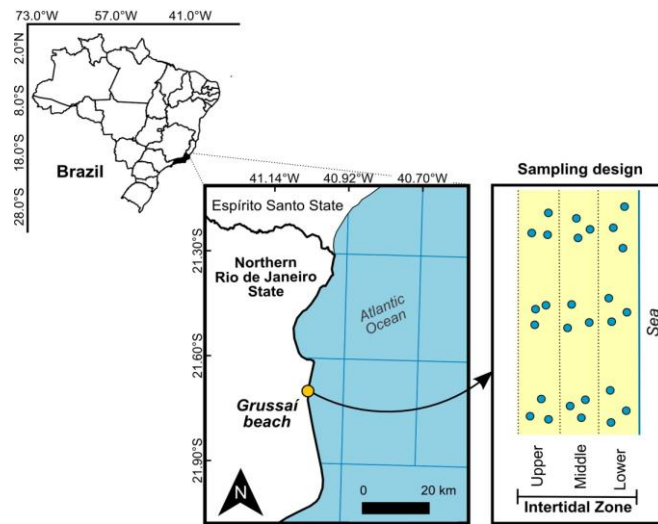 73.0°W 57.0°W 41.0°W
2.0°N
8.0°S
18.0°S
28.0°S
Brazil
41.14°W 40.92°W 40.70°W
21.30°S
21.60°S
21.90°S
Espírito Santo State
Northern
Rio de Janeiro
State
Atlantic
Ocean
Grussaí
beach
N
0 20 km
Sampling design
Sea
Upper
Middle
Lower
Intertidal Zone